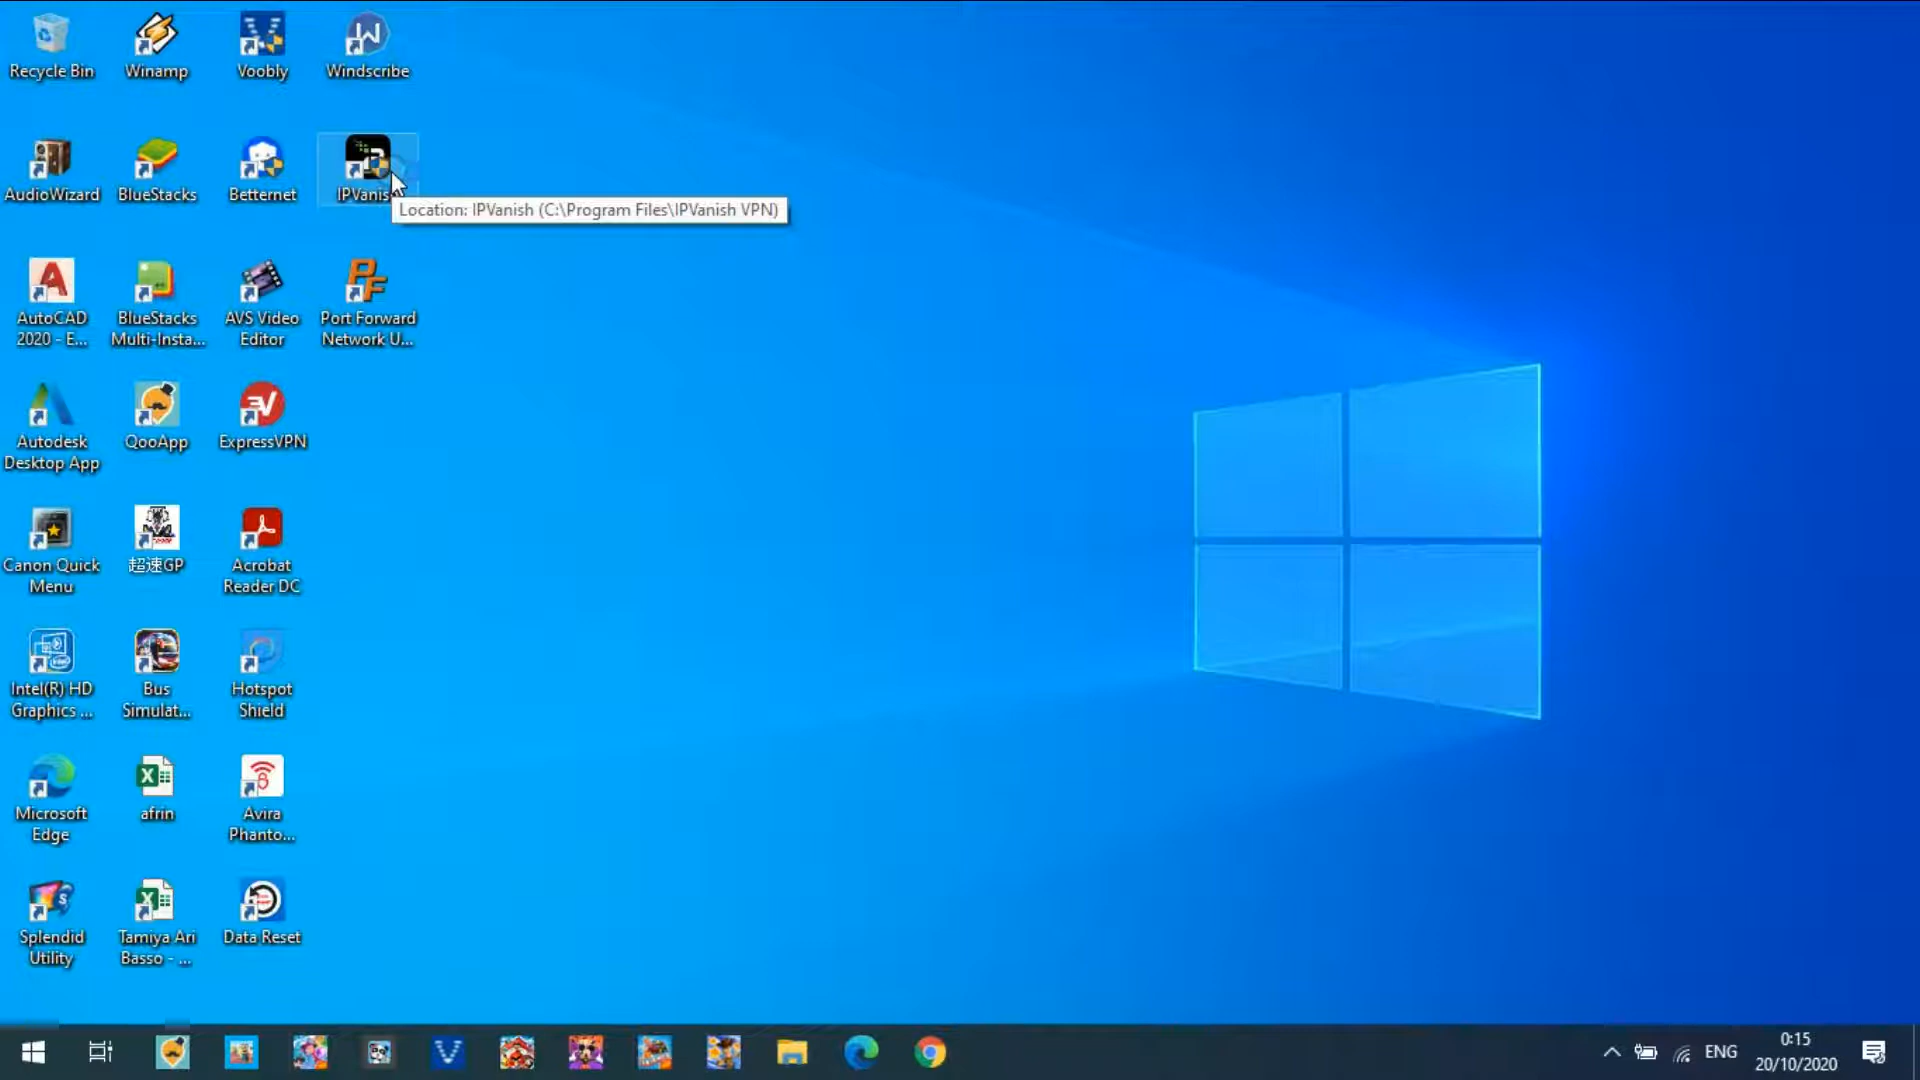 Recycle Bin
Winamp
Voobly
Windscribe
AudioWizard
BlueStacks
Betternet
IPVanis
Location: IPVanish (C:\Program Files\IPVanish VPN)
AutoCAD
2020 - E...
BlueStacks
Multi-Insta...
AVS Video
Editor
Port Forward
Network U...
Autodesk
Desktop App
QooApp
ExpressVPN
Canon Quick
Menu
超速GP
Acrobat
Reader DC
Intel(R) HD
Graphics ...
Bus
Simulat...
Hotspot
Shield
Microsoft
Edge
afrin
Avira
Phanto...
Splendid
Utility
Tamiya Ari
Basso - ...
Data Reset
ENG
0:15
20/10/2020